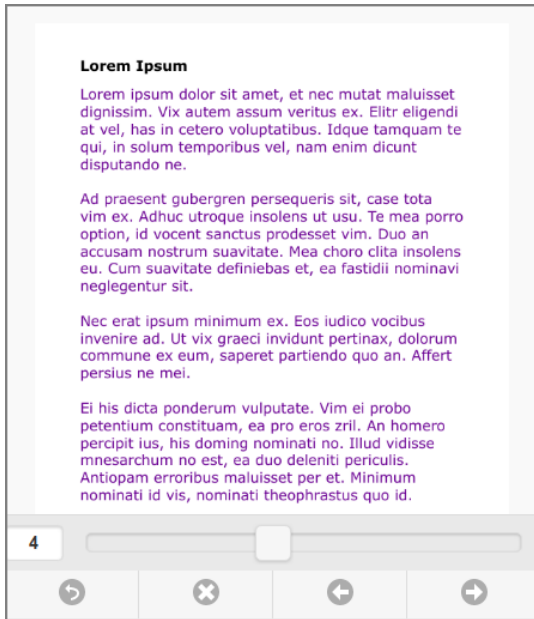 Lorem Ipsum
Lorem ipsum dolor sit amet, et nec mutat maluisset
dignissim. Vix autem assum veritus ex. Elitr eligendi
at vel, has in cetero voluptatibus. Idque tamquam te
qui, in solum temporibus vel, nam enim dicunt
disputando ne.
Ad praesent gubergren persequeris sit, case tota
vim ex. Adhuc utroque insolens ut usu. Te mea porro
option, id vocent sanctus prodesset vim. Duo an
accusam nostrum suavitate. Mea choro clita insolens
eu. Cum suavitate definiebas et, ea fastidii nominavi
neglegentur sit.
Nec erat ipsum minimum ex. Eos iudico vocibus
invenire ad. Ut vix graeci invidunt pertinax, dolorum
commune ex eum, saperet partiendo quo an. Affert
persius ne mei.
Ei his dicta ponderum vulputate. Vim ei probo
petentium constituam, ea pro eros zril. An homero
percipit ius, his doming nominati no. Illud vidisse
mnesarchum no est, ea duo deleniti periculis.
Antiopam erroribus maluisset per et. Minimum
nominati id vis, nominati theophrastus quo id.
4